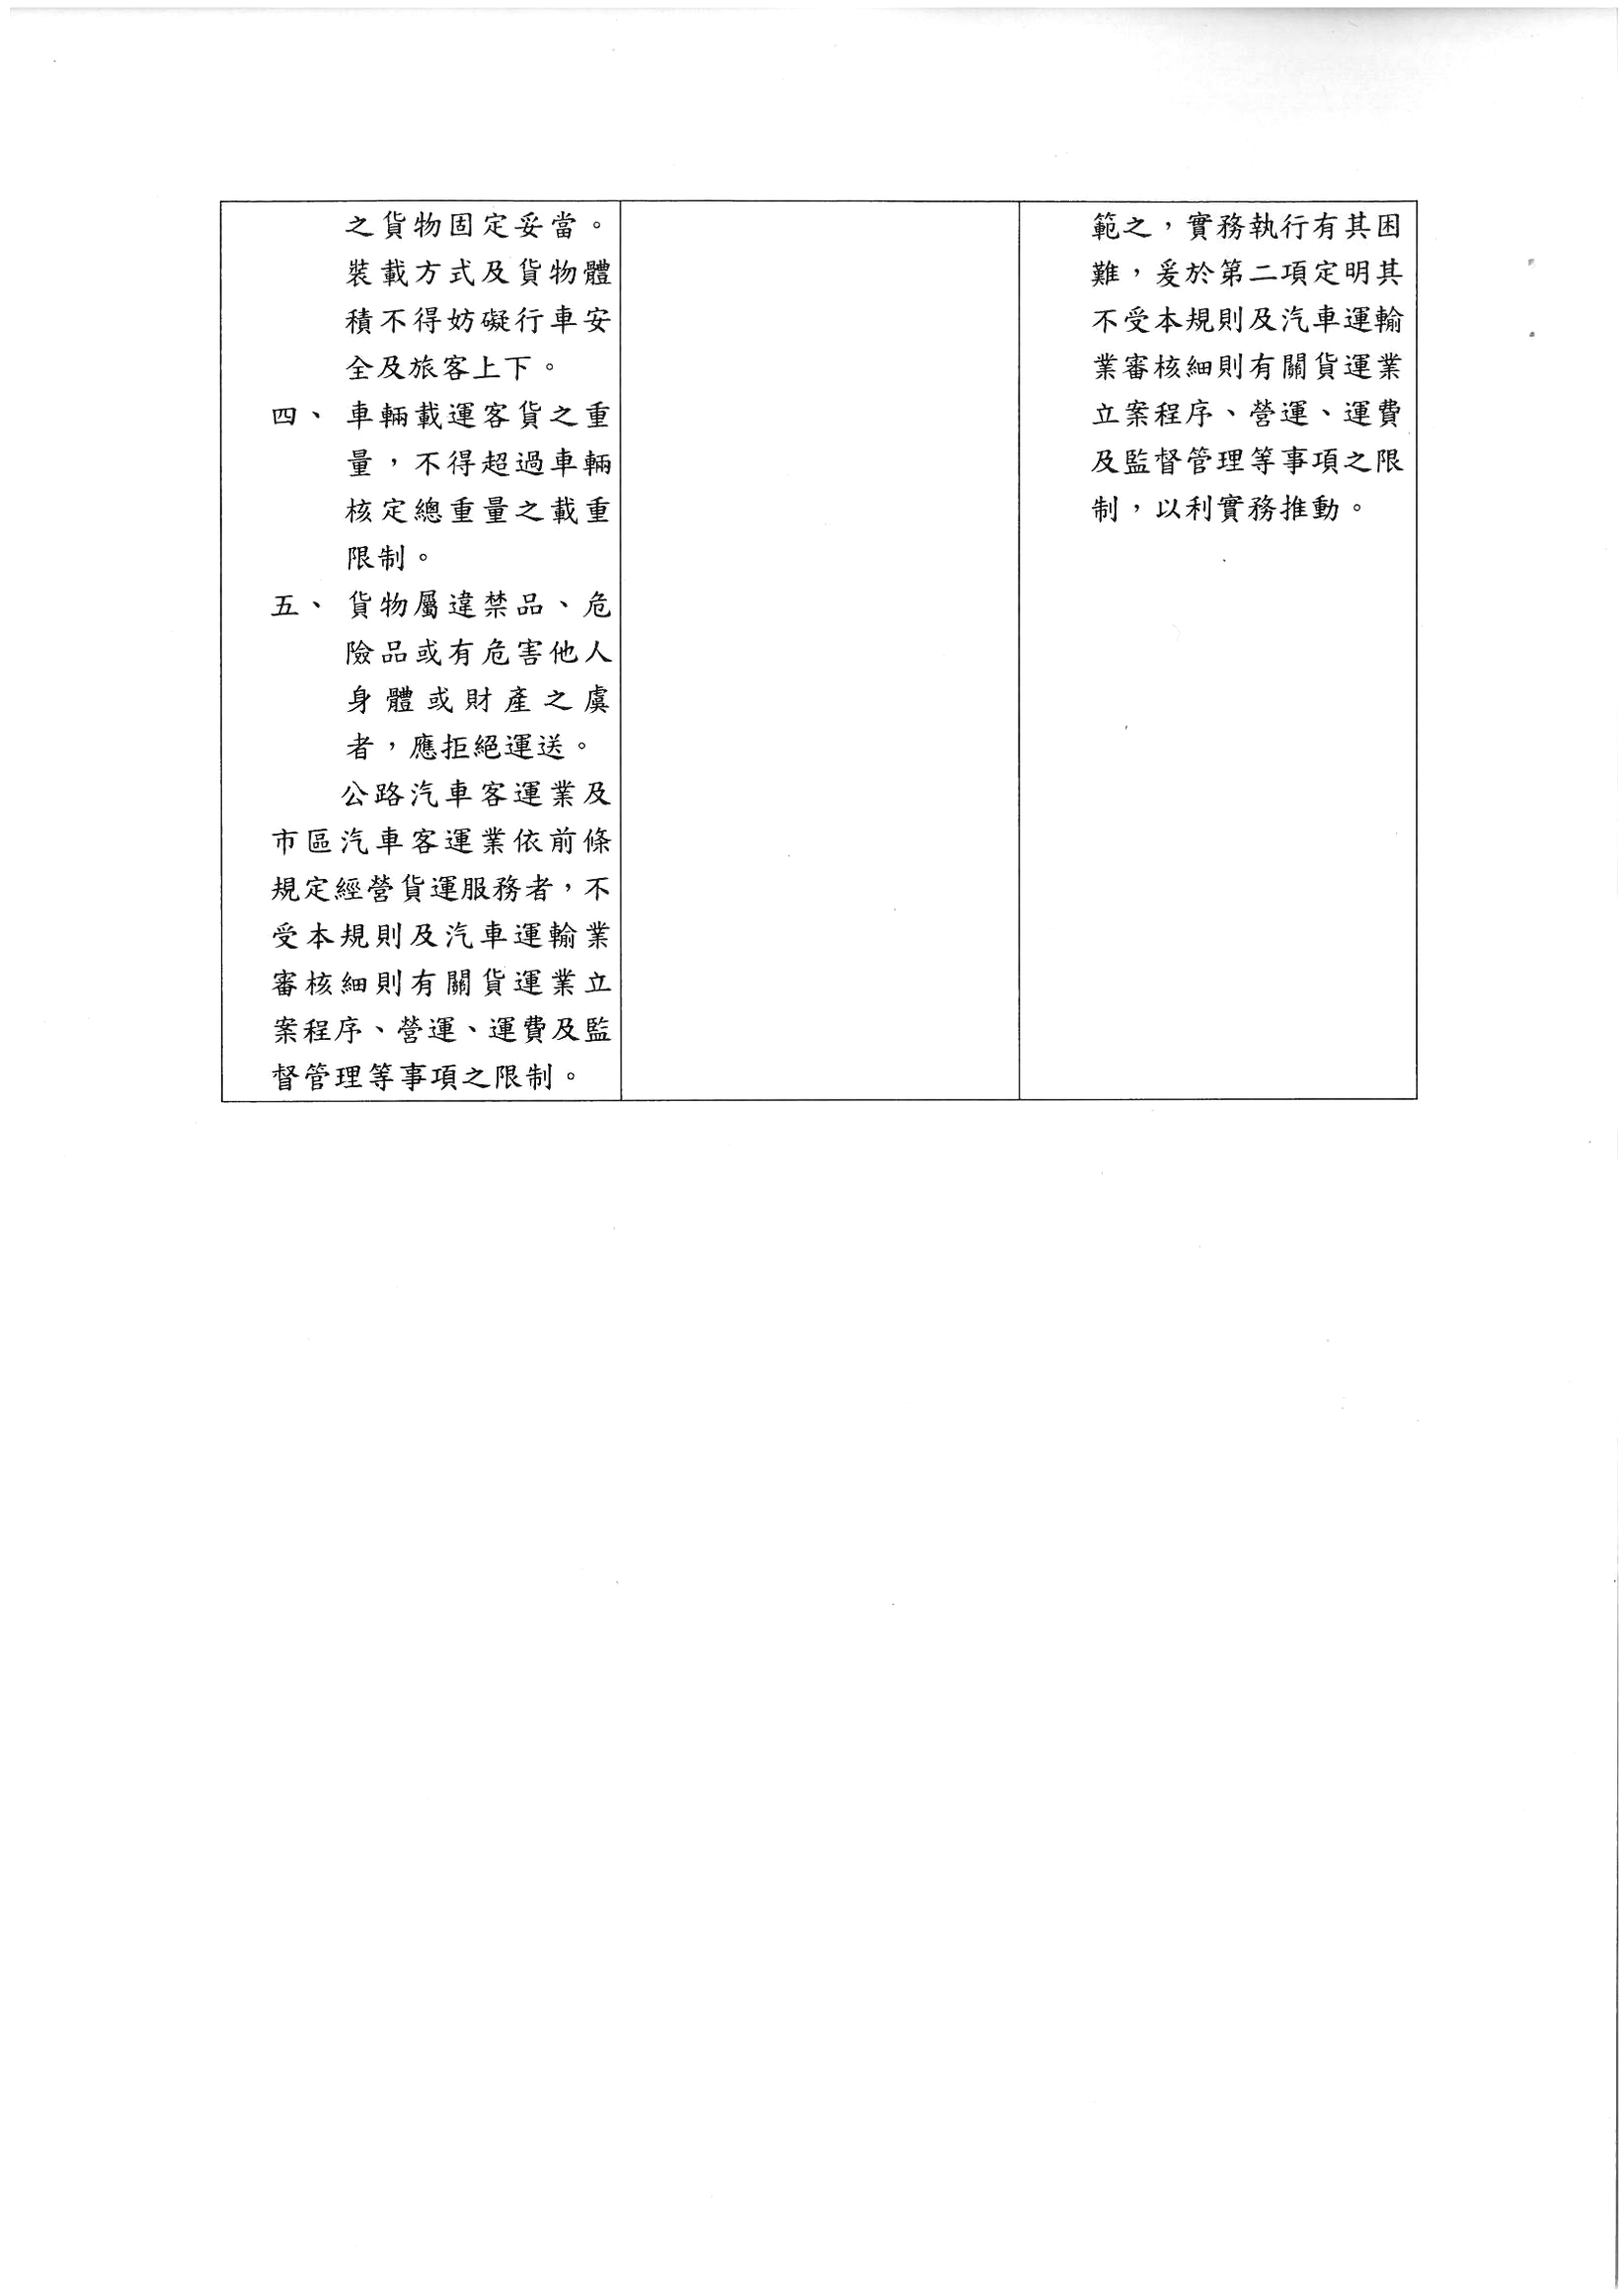 之貨物固定妥當。
裝載方式及貨物體
積不得妨礙行車安
全及旅客上下。
四、車輛載運客貨之重
量，不得超過車輛
核定總重量之載重
限制。
五、貨物屬違禁品、危
險品或有危害他人
身體或財產之虞
者，應拒絕運送。
公路汽車客運業及
市區汽車客運業依前條
規定經營貨運服務者，不
受本規則及汽車運輸業
審核細則有關貨運業立
案程序、營運、運費及監
督管理等事項之限制。
範之，實務執行有其困
難，爰於第二項定明其
不受本規則及汽車運輸
業審核細則有關貨運業
立案程序、營運、運費
及監督管理等事項之限
制，以利實務推動。